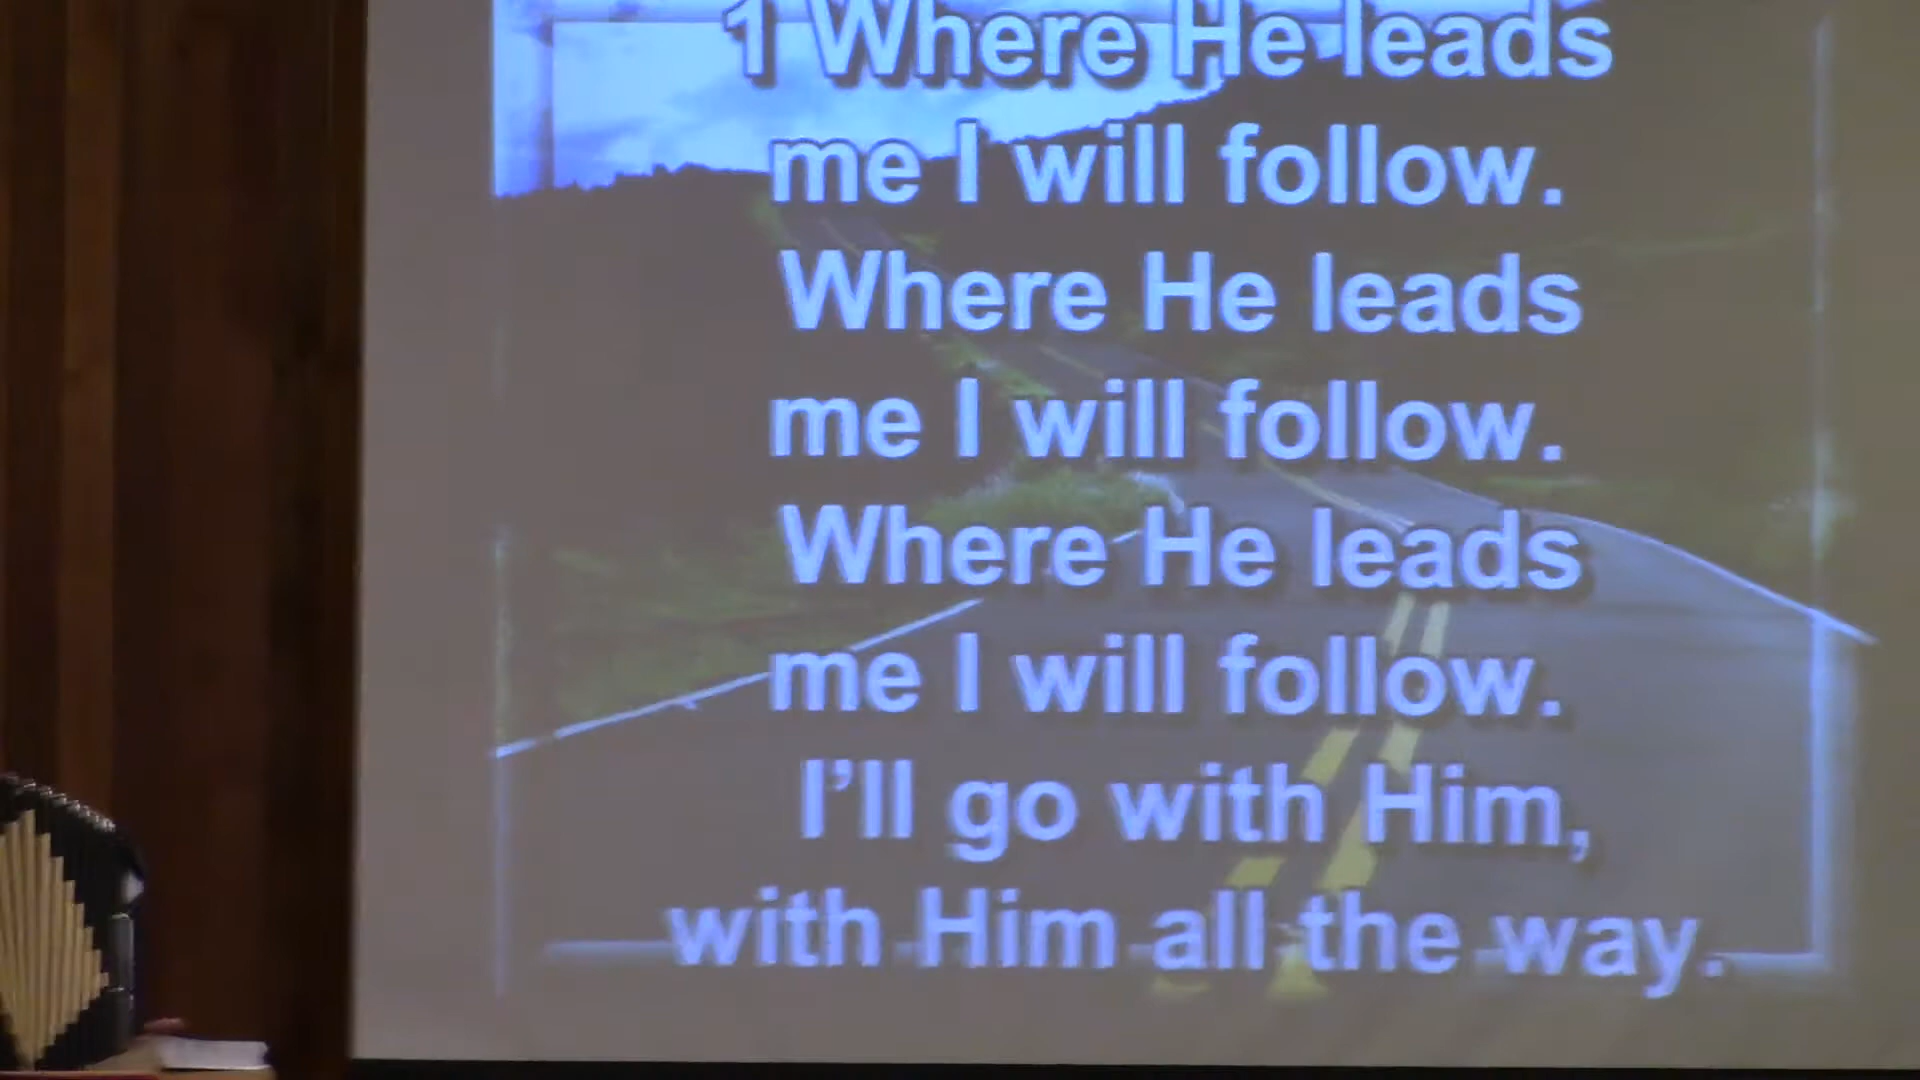 1 Where He leads
me I will follow.
Where He leads
me I will follow.
Where He leads
me I will follow.
I’ll go with Him,
with Him all the way.